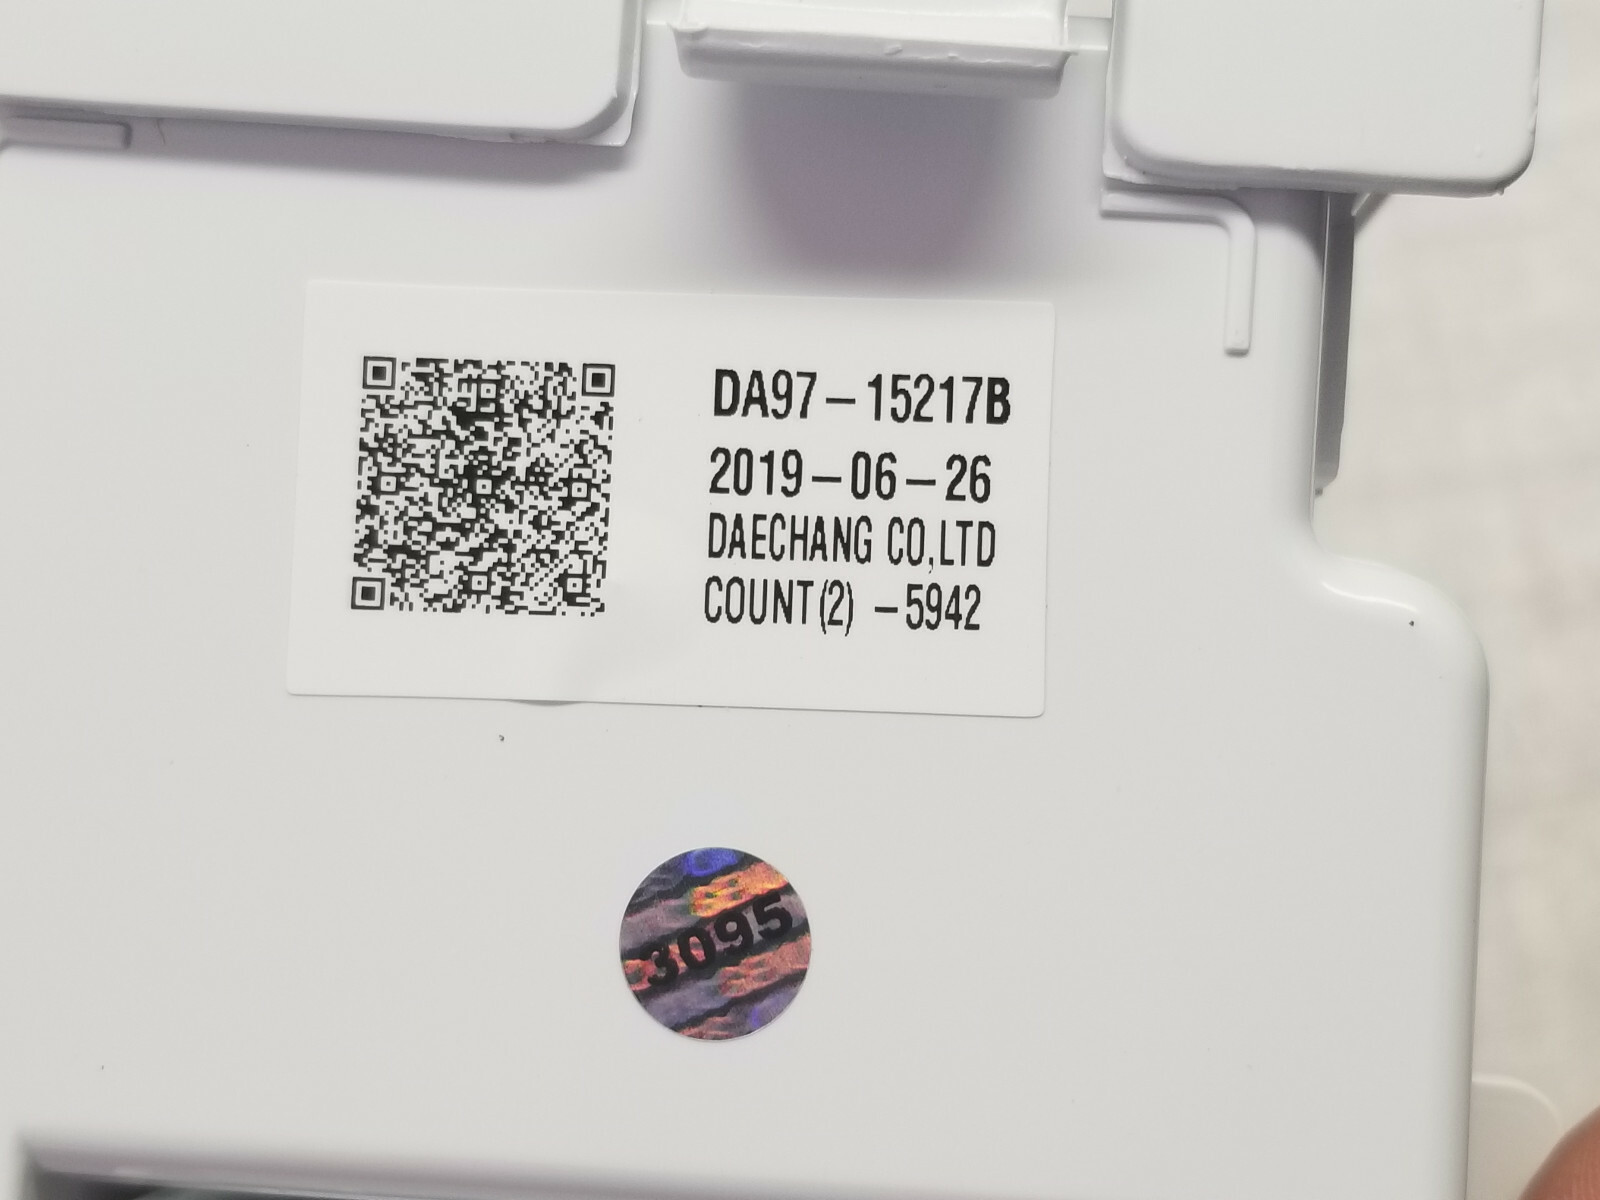 DA97-15217B
2019-06-26
DAECHANG CO,LTD
COUNT(2) -5942
3095